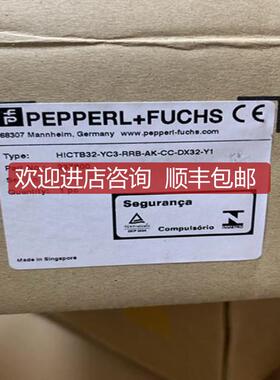 PEPPERL+FUCHS CE
68307 Mannheim, Germany www.pepperl-fuchs.com
Type: HICTB32-YC3-RRB-AK-CC-DX32-Y1
欢迎进店咨询 顺丰包邮
Segurança
Compulsório
Made in Singapore